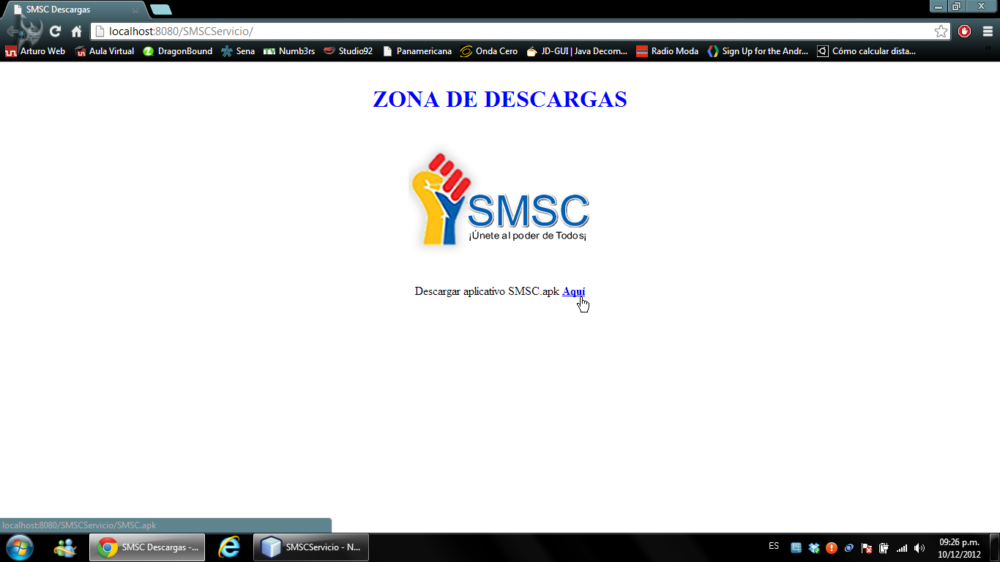 SMSC Descargas
localhost:8080/SMSCServicio/
Arturo Web Aula Virtual DragonBound Sena Numb3rs Studio92 Panamericana Onda Cero JD-GUI | Java Decom... Radio Moda Sign Up for the Andr... Cómo calcular dista... »
ZONA DE DESCARGAS
SMSC
¡Únete al poder de Todos¡
Descargar aplicativo SMSC.apk Aquí
localhost:8080/SMSCServicio/SMSC.apk
SMSC Descargas -... SMSCServicio - N... ES 09:26 p.m.
10/12/2012